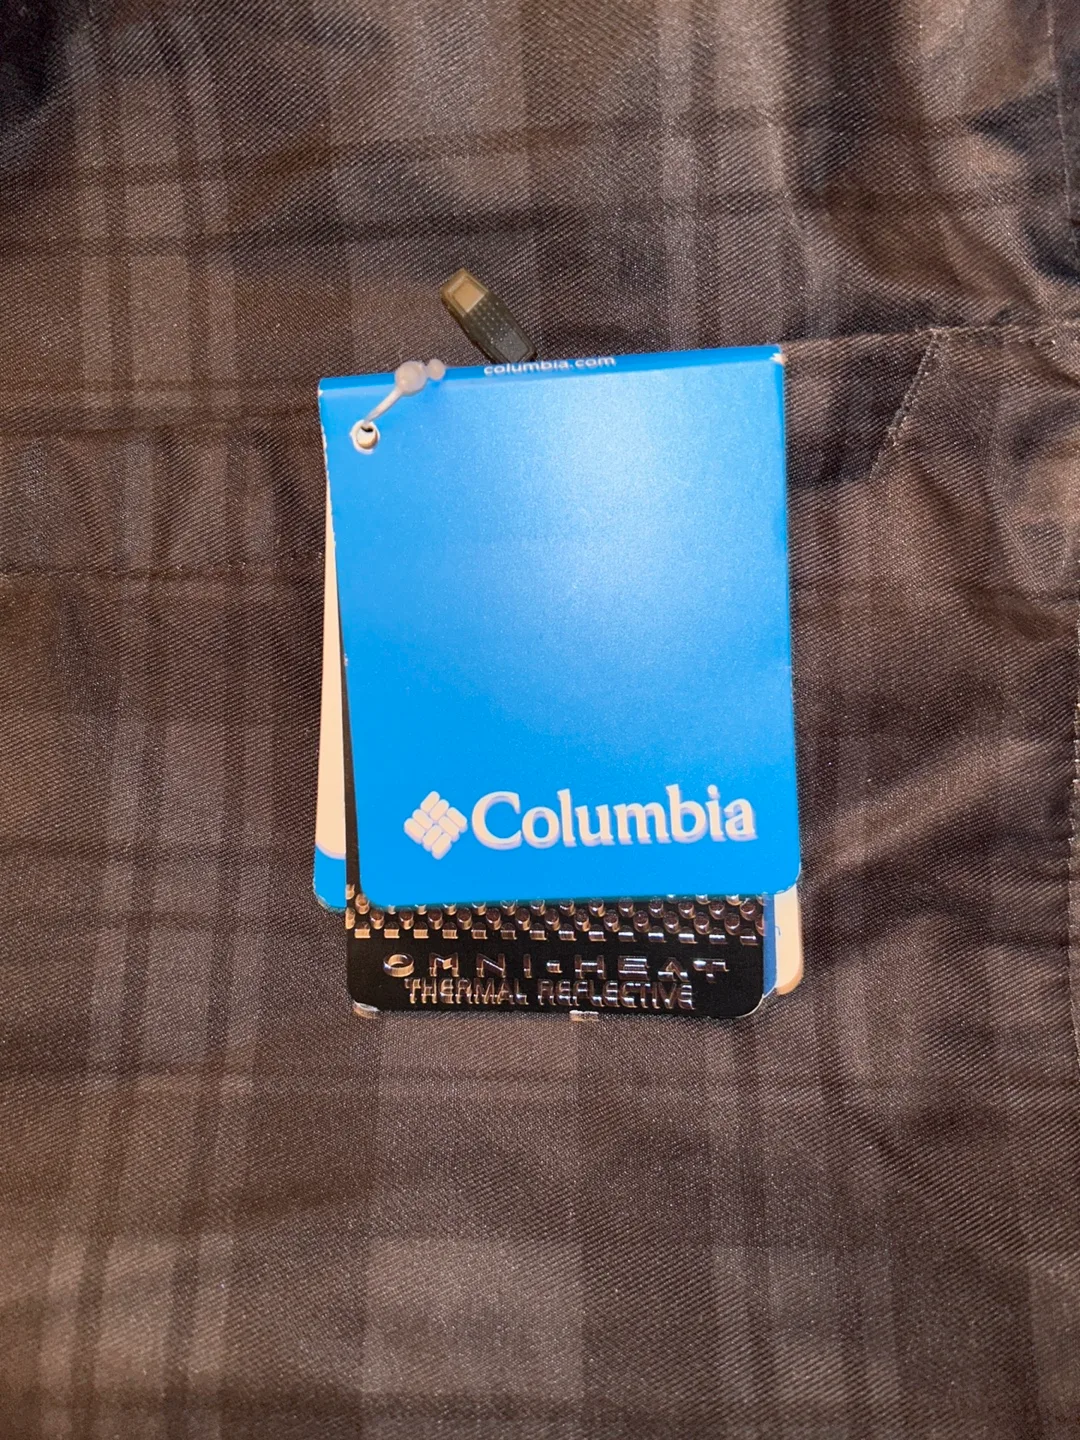 columbia.com
Columbia
OMNI-HEAT
THERMAL REFLECTIVE